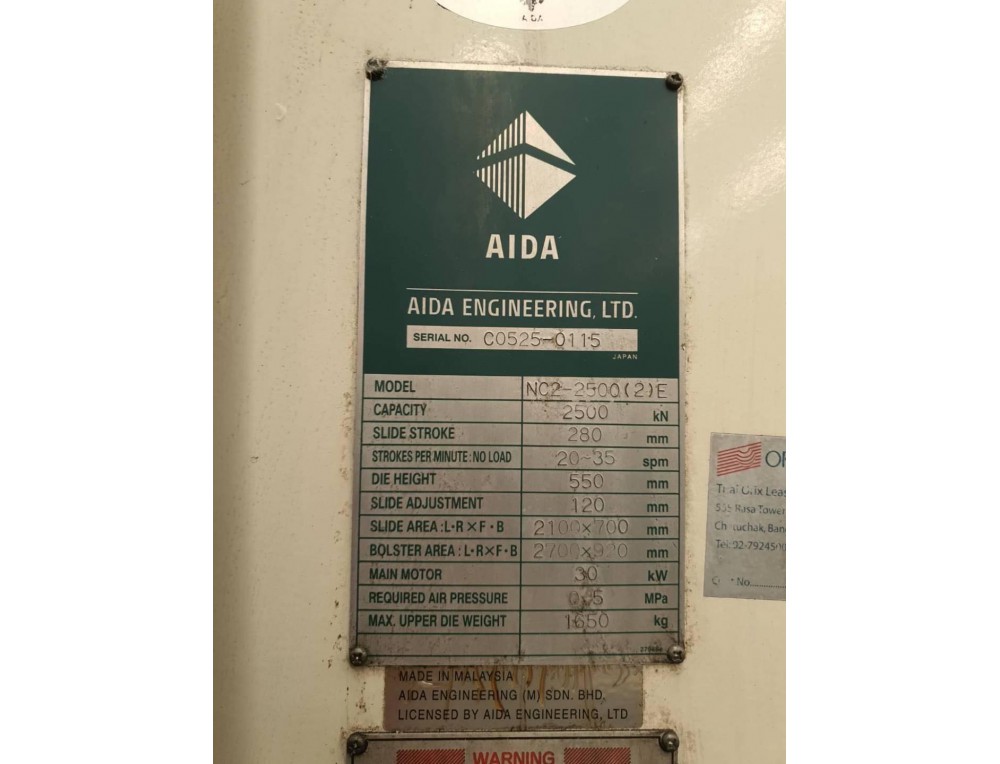 AIDA
AIDA ENGINEERING, LTD.
SERIAL NO. C0525-0115
JAPAN
MODEL NC2-2500(2)E
CAPACITY 2500 kN
SLIDE STROKE 280 mm
STROKES PER MINUTE : NO LOAD 20~35 spm
DIE HEIGHT 550 mm
SLIDE ADJUSTMENT 120 mm
SLIDE AREA : L·R×F·B 2100×700 mm
BOLSTER AREA : L·R×F·B mm
MAIN MOTOR 30 kW
REQUIRED AIR PRESSURE MPa
MAX. UPPER DIE WEIGHT 1650 kg
MADE IN MALAYSIA
AIDA ENGINEERING (M) SDN. BHD.
LICENSED BY AIDA ENGINEERING, LTD
WARNING
Tower
No.